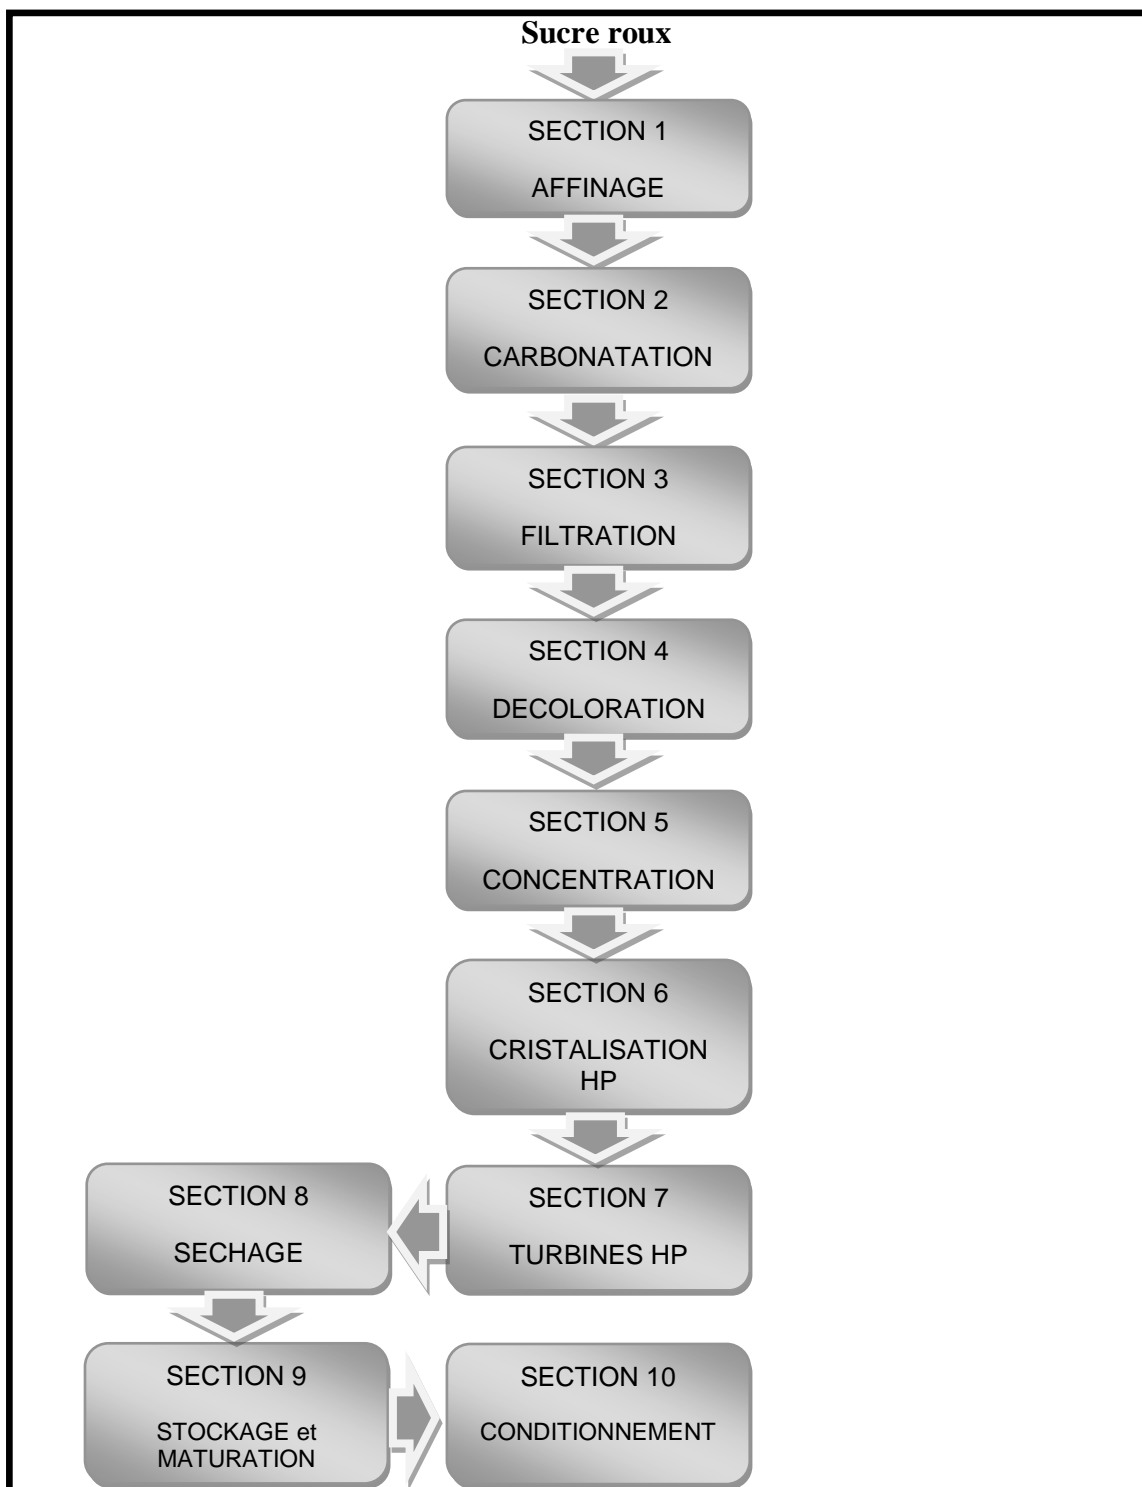 Sucre roux
SECTION 1
AFFINAGE
SECTION 2
CARBONATATION
SECTION 3
FILTRATION
SECTION 4
DECOLORATION
SECTION 5
CONCENTRATION
SECTION 6
CRISTALISATION
HP
SECTION 7
TURBINES HP
SECTION 8
SECHAGE
SECTION 9
STOCKAGE et
MATURATION
SECTION 10
CONDITIONNEMENT